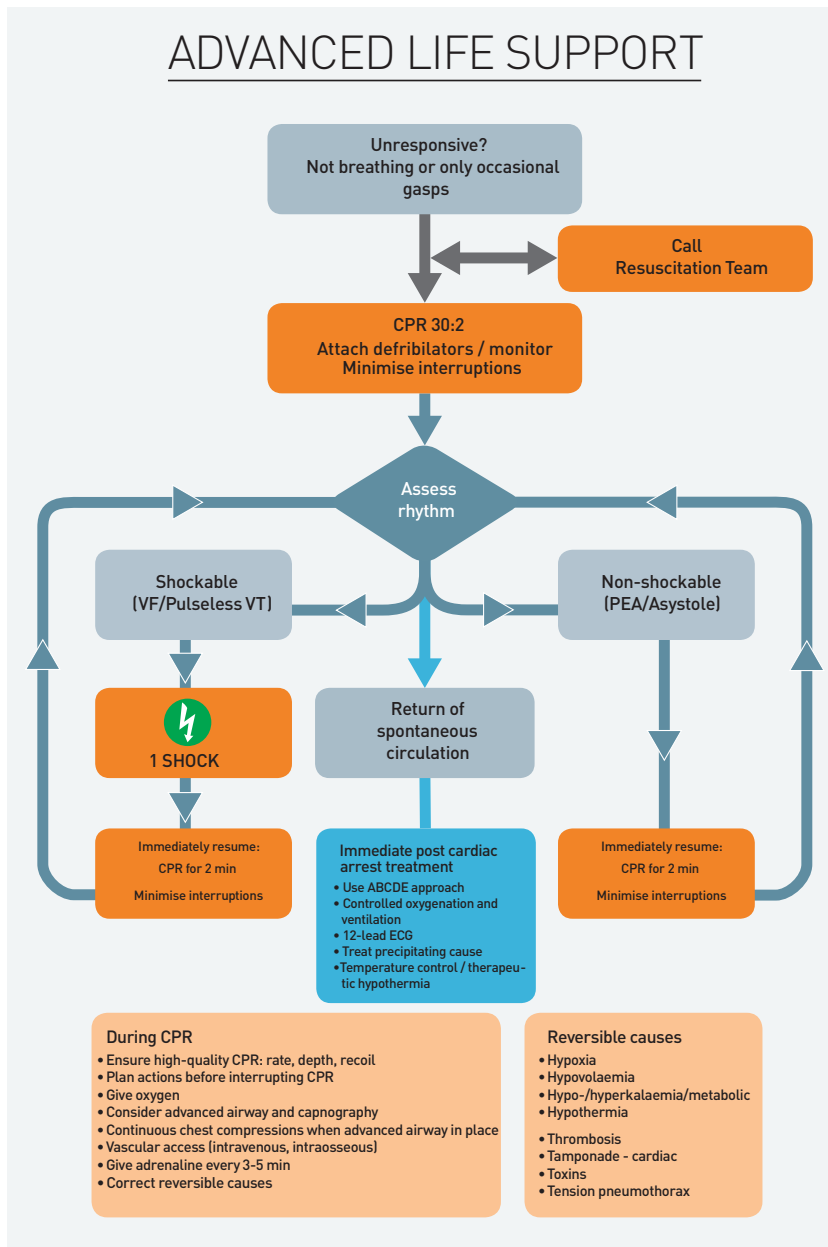 ADVANCED LIFE SUPPORT
Unresponsive?
Not breathing or only occasional
gasps
Call
Resuscitation Team
CPR 30:2
Attach defribilators / monitor
Minimise interruptions
Assess
rhythm
Shockable
(VF/Pulseless VT)
Non-shockable
(PEA/Asystole)
1 SHOCK
Return of
spontaneous
circulation
Immediately resume:
CPR for 2 min
Minimise interruptions
Immediate post cardiac
arrest treatment
• Use ABCDE approach
• Controlled oxygenation and
ventilation
• 12-lead ECG
• Treat precipitating cause
• Temperature control / therapeu-
tic hypothermia
Immediately resume:
CPR for 2 min
Minimise interruptions
During CPR
• Ensure high-quality CPR: rate, depth, recoil
• Plan actions before interrupting CPR
• Give oxygen
• Consider advanced airway and capnography
• Continuous chest compressions when advanced airway in place
• Vascular access (intravenous, intraosseous)
• Give adrenaline every 3-5 min
• Correct reversible causes
Reversible causes
• Hypoxia
• Hypovolaemia
• Hypo-/hyperkalaemia/metabolic
• Hypothermia
• Thrombosis
• Tamponade - cardiac
• Toxins
• Tension pneumothorax